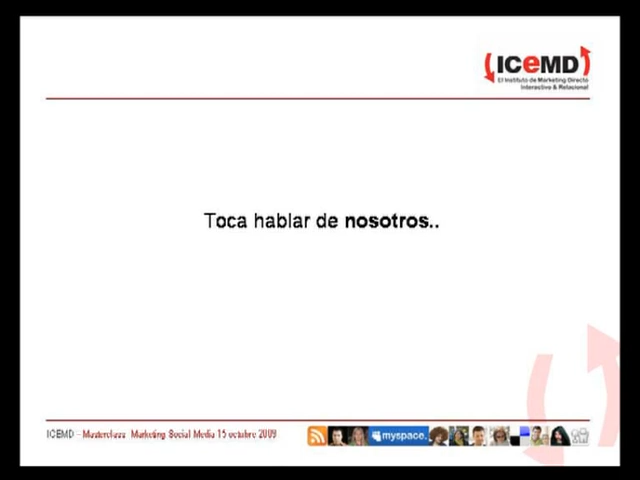 ICeMD
El Instituto de Marketing Directo
Interactivo & Relacional
Toca hablar de nosotros..
ICEMD – Masterclass Marketing Social Media 15 octubre 2009
myspace.